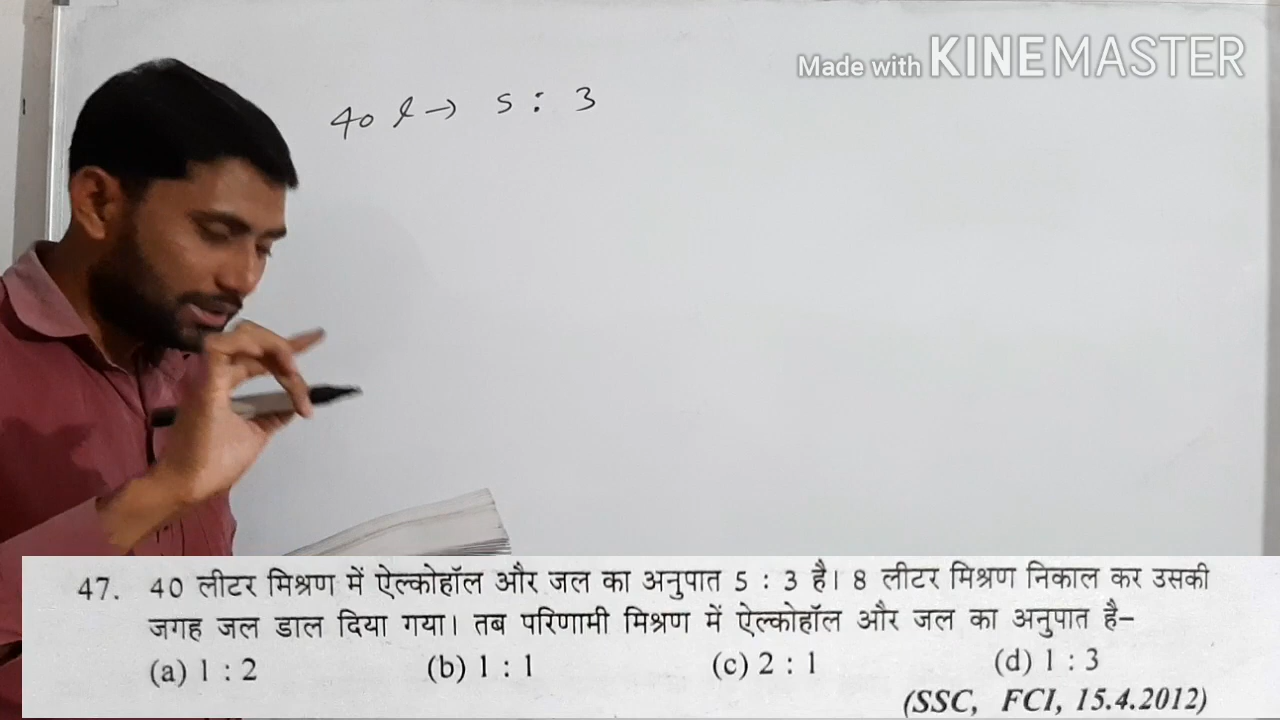 Made with KINEMASTER
40 l → 5 : 3
47. 40 लीटर मिश्रण में ऐल्कोहॉल और जल का अनुपात 5 : 3 है। 8 लीटर मिश्रण निकाल कर उसकी
जगह जल डाल दिया गया। तब परिणामी मिश्रण में ऐल्कोहॉल और जल का अनुपात है–
(a) 1 : 2 (b) 1 : 1 (c) 2 : 1 (d) 1 : 3
(SSC, FCI, 15.4.2012)